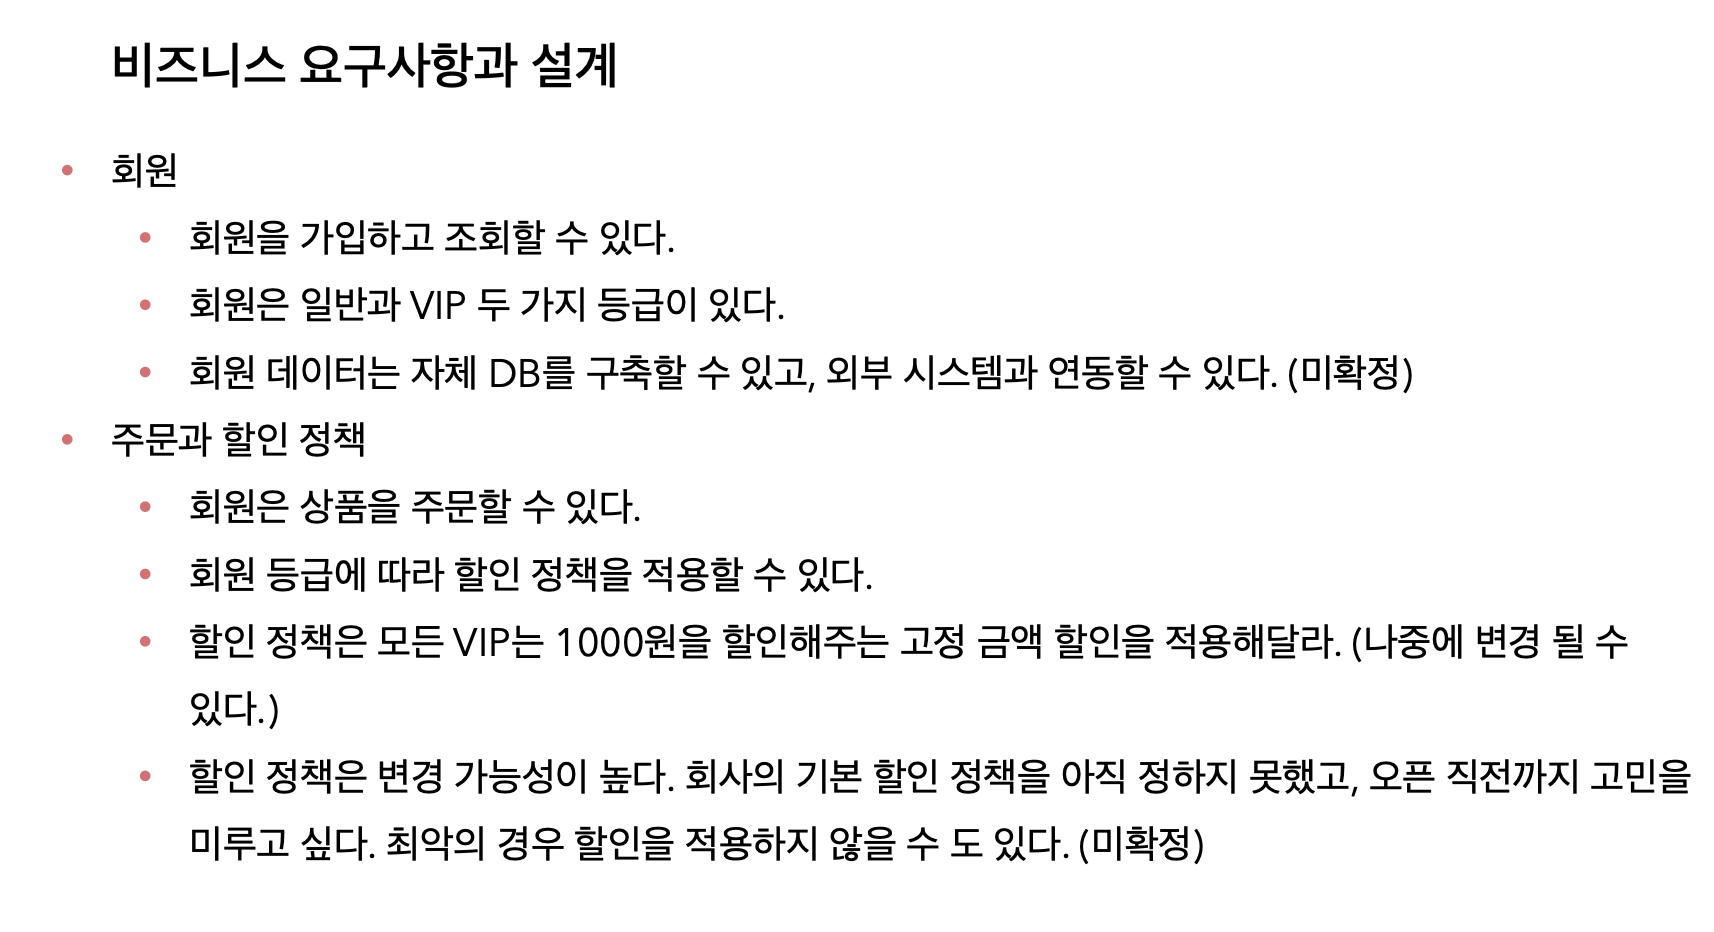 비즈니스 요구사항과 설계
• 회원
• 회원을 가입하고 조회할 수 있다.
• 회원은 일반과 VIP 두 가지 등급이 있다.
• 회원 데이터는 자체 DB를 구축할 수 있고, 외부 시스템과 연동할 수 있다. (미확정)
• 주문과 할인 정책
• 회원은 상품을 주문할 수 있다.
• 회원 등급에 따라 할인 정책을 적용할 수 있다.
• 할인 정책은 모든 VIP는 1000원을 할인해주는 고정 금액 할인을 적용해달라. (나중에 변경 될 수
있다.)
• 할인 정책은 변경 가능성이 높다. 회사의 기본 할인 정책을 아직 정하지 못했고, 오픈 직전까지 고민을
미루고 싶다. 최악의 경우 할인을 적용하지 않을 수 도 있다. (미확정)